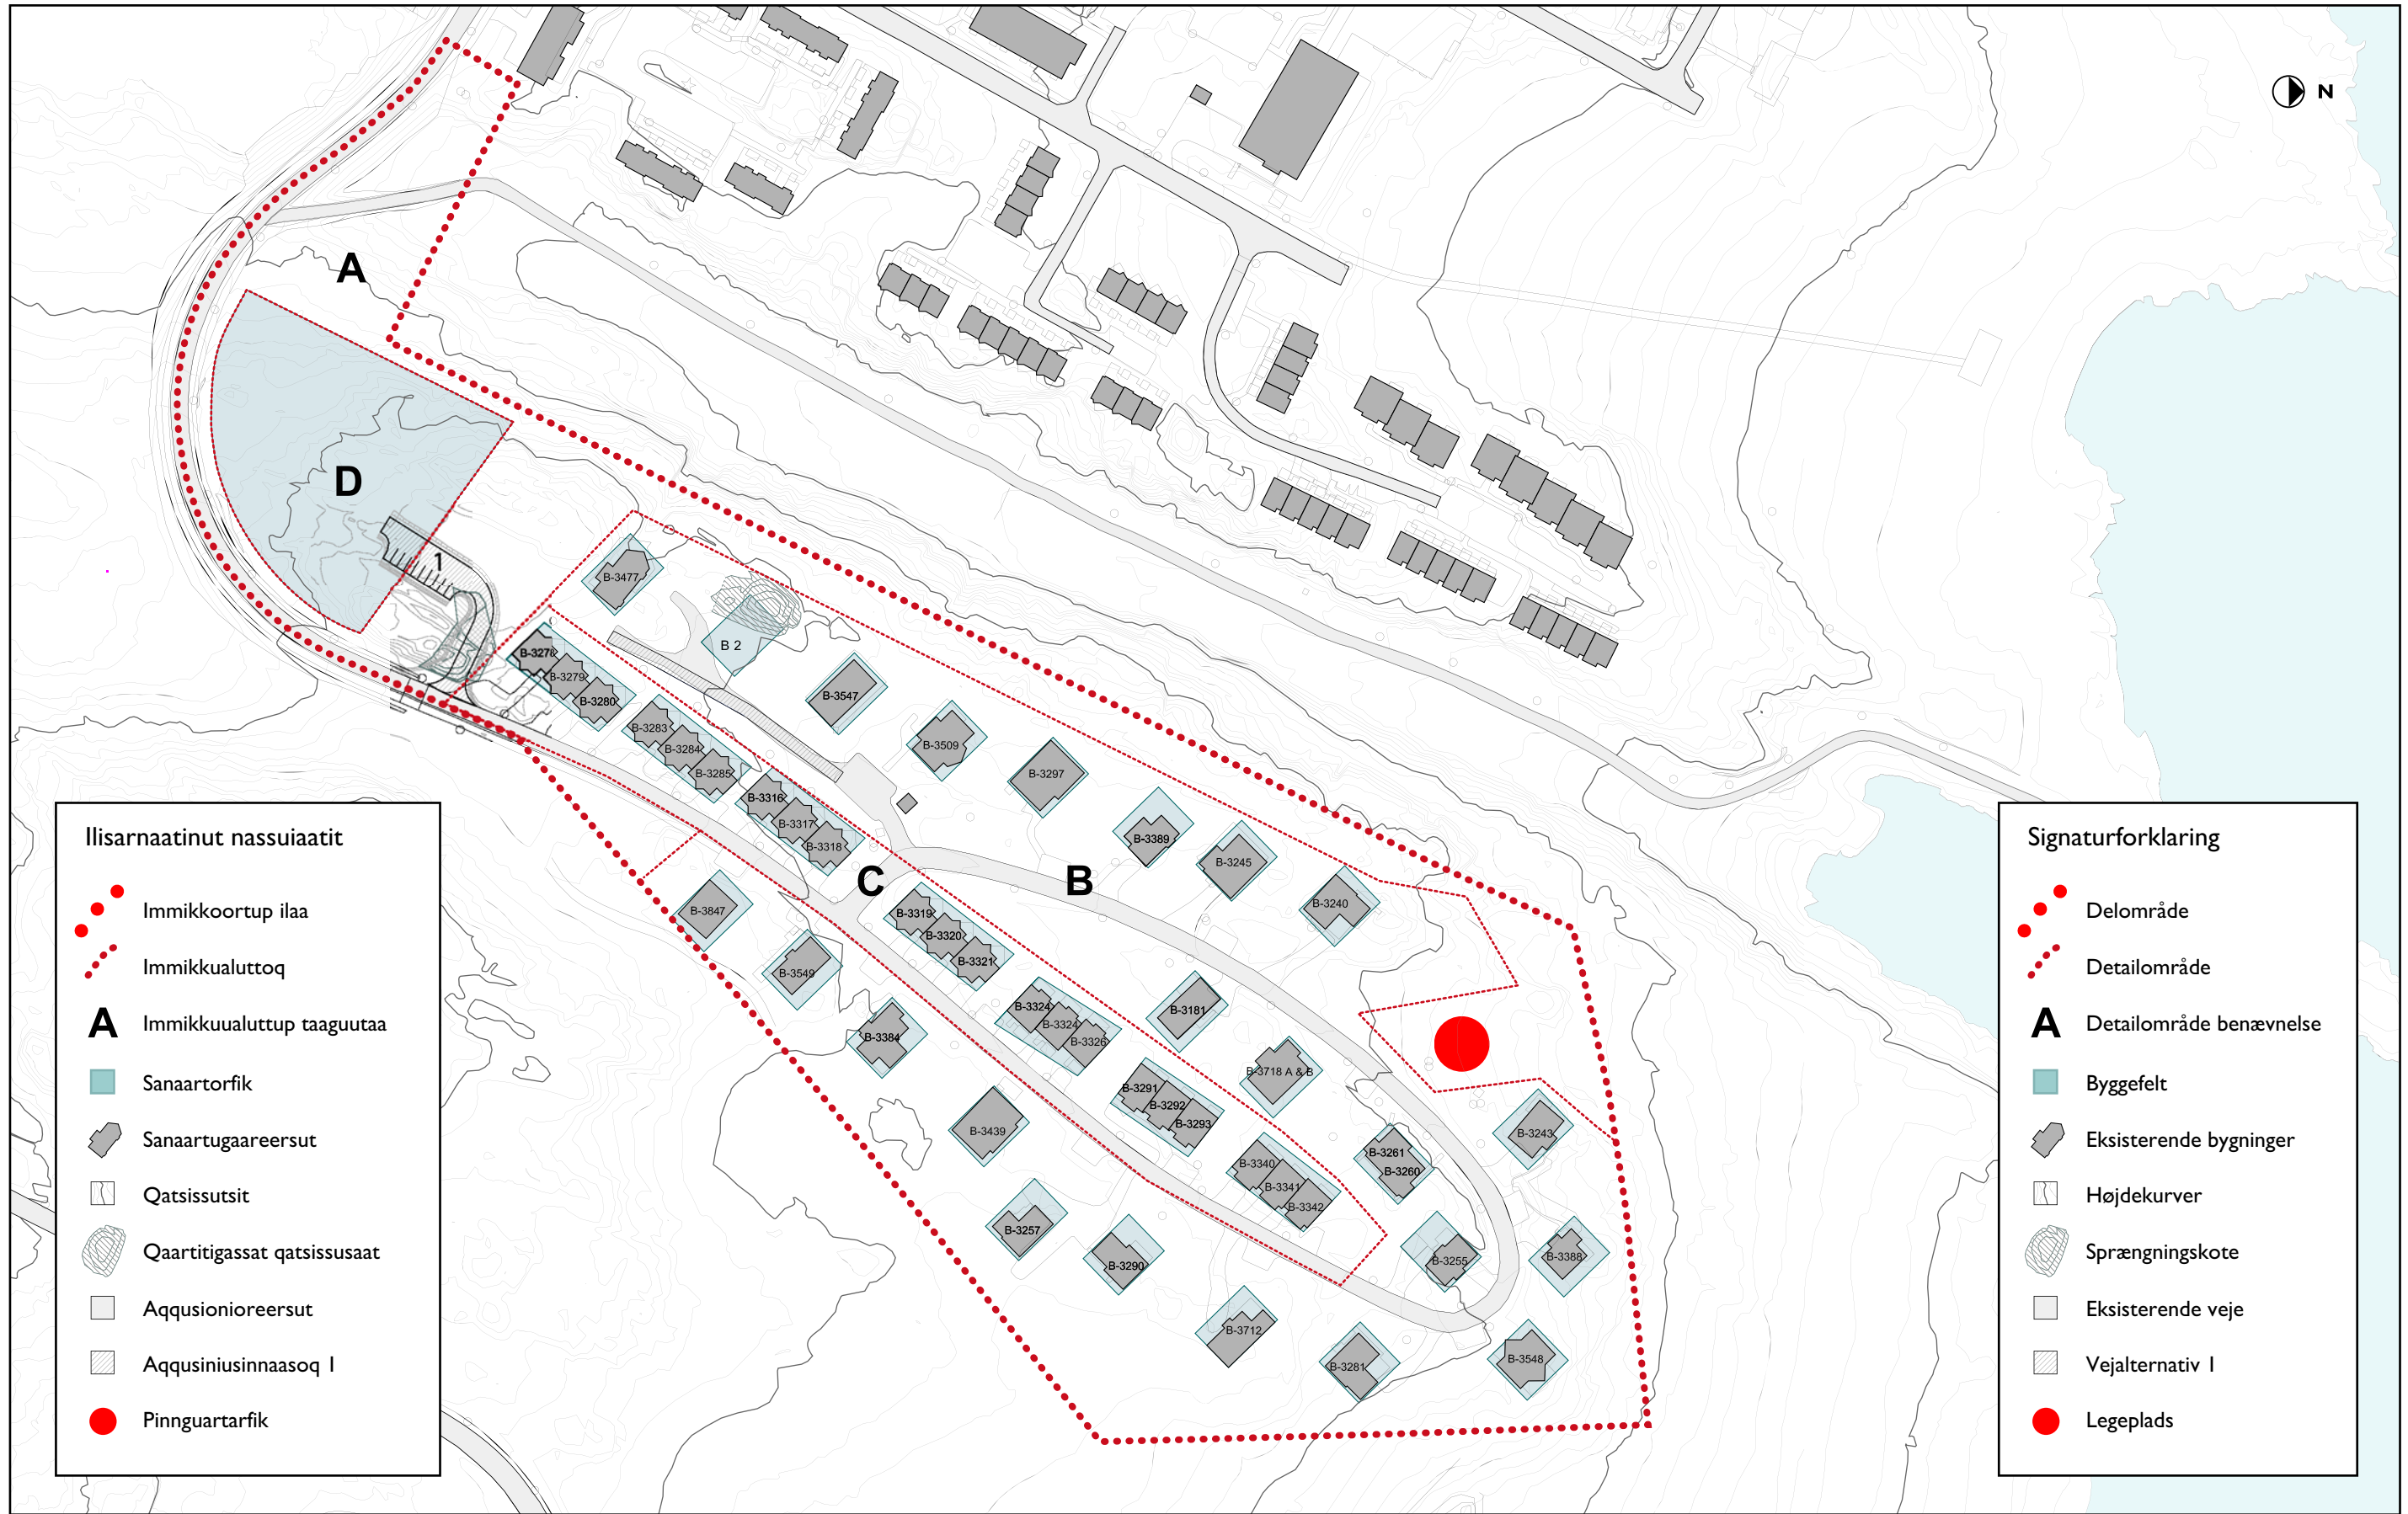 N
A
D
1
B-3477
B 2
B-3278
B-3279
B-3280
B-3547
B-3283
B-3284
B-3285
B-3509
B-3297
B-3316
B-3317
B-3318
B-3389
B-3245
C
B
B-3240
B-3847
B-3319
B-3320
B-3321
B-3549
B-3384
B-3324
B-3324
B-3326
B-3181
B-3718 A & B
B-3291
B-3292
B-3293
B-3439
B-3243
B-3261
B-3260
B-3340
B-3341
B-3342
B-3257
B-3290
B-3255
B-3388
B-3712
B-3281
B-3548
Ilisarnaatinut nassuiaatit
Immikkoortup ilaa
Immikkualuttoq
A Immikkuualuttup taaguutaa
Sanaartorfik
Sanaartugaareersut
Qatsissutsit
Qaartitigassat qatsissusaat
Aqqusionioreersut
Aqqusiniusinnaasoq 1
Pinnguartarfik
Signaturforklaring
Delområde
Detailområde
A Detailområde benævnelse
Byggefelt
Eksisterende bygninger
Højdekurver
Sprængningskote
Eksisterende veje
Vejalternativ 1
Legeplads